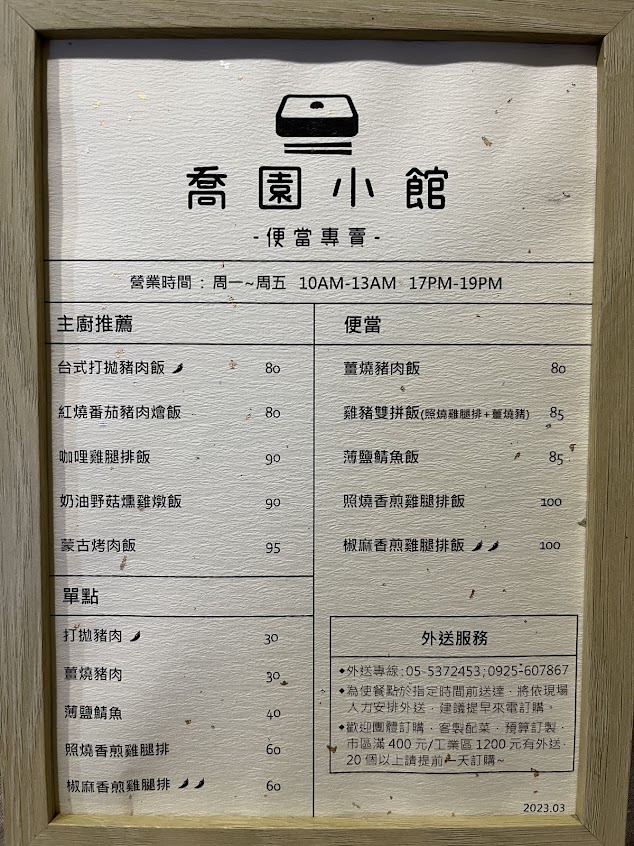 喬園小館
-便當專賣-
營業時間：周一~周五 10AM-13AM 17PM-19PM
主廚推薦
台式打拋豬肉飯 80
紅燒番茄豬肉燴飯 80
咖哩雞腿排飯 90
奶油野菇燻雞燉飯 90
蒙古烤肉飯 95
單點
打拋豬肉 30
薑燒豬肉 30
薄鹽鯖魚 40
照燒香煎雞腿排 60
椒麻香煎雞腿排 60
便當
薑燒豬肉飯 80
雞豬雙拼飯(照燒雞腿排+薑燒豬) 85
薄鹽鯖魚飯 85
照燒香煎雞腿排飯 100
椒麻香煎雞腿排飯 100
外送服務
◆外送專線:05-5372453;0925-607867
◆為使餐點於指定時間前送達，將依現場
人力安排外送，建議提早來電訂購。
◆歡迎團體訂購，客製配菜，預算訂製，
市區滿 400 元/工業區 1200 元有外送，
20 個以上請提前一天訂購~
2023.03